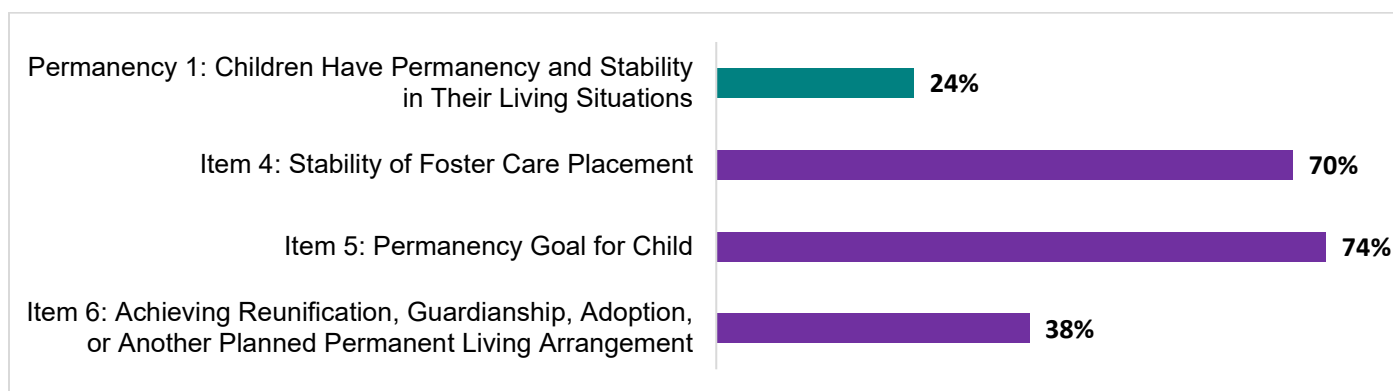 Permanency 1: Children Have Permanency and Stability
in Their Living Situations
24%
Item 4: Stability of Foster Care Placement
70%
Item 5: Permanency Goal for Child
74%
Item 6: Achieving Reunification, Guardianship, Adoption,
or Another Planned Permanent Living Arrangement
38%